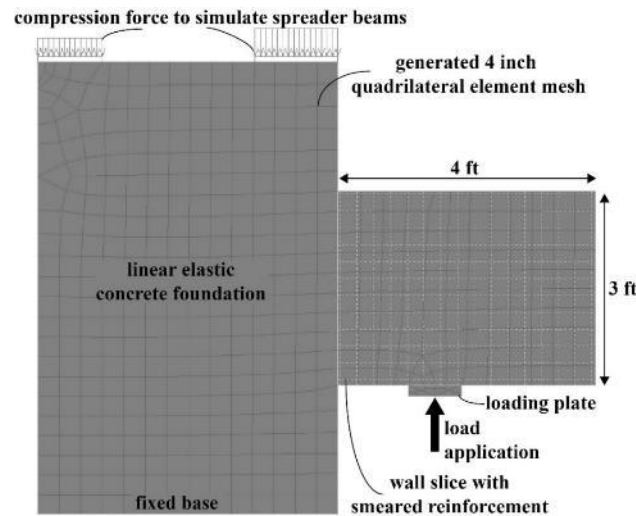 compression force to simulate spreader beams
generated 4 inch
quadrilateral element mesh
4 ft
linear elastic
concrete foundation
3 ft
loading plate
load
application
wall slice with
smeared reinforcement
fixed base